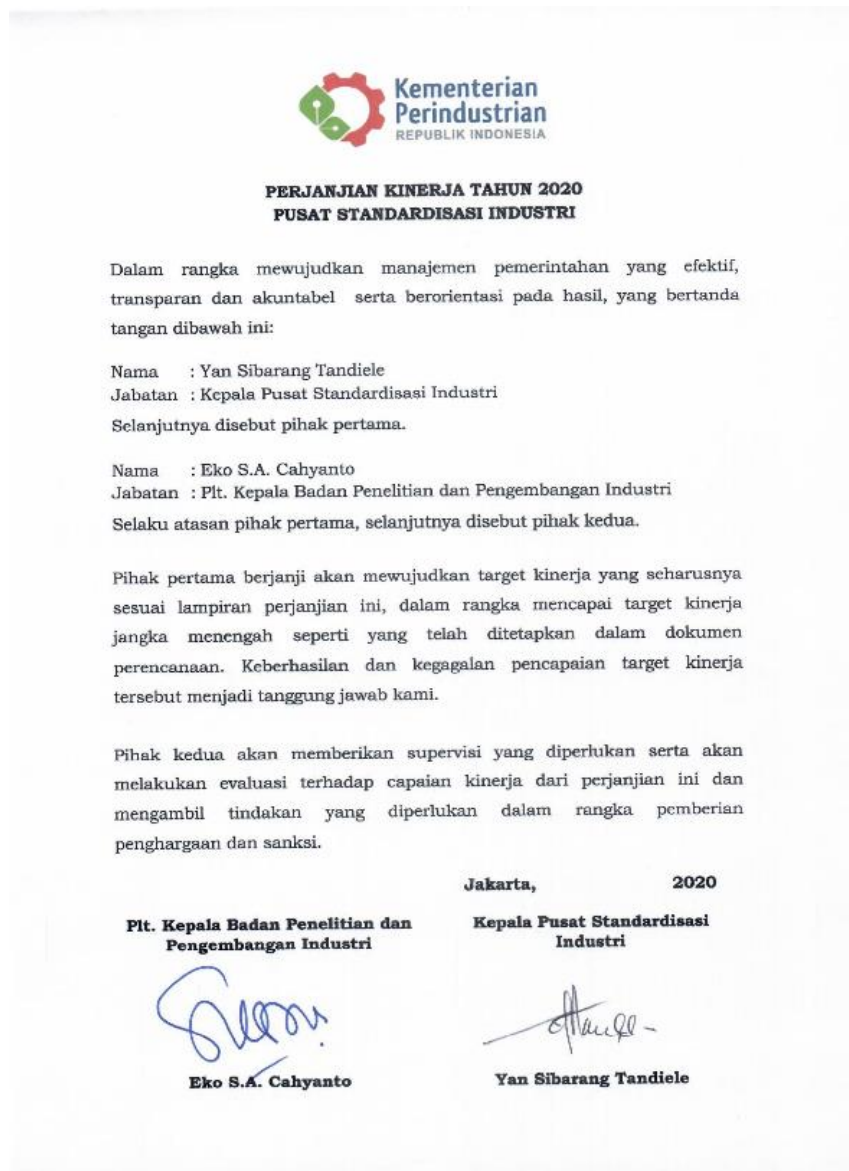 Kementerian
Perindustrian
REPUBLIK INDONESIA
PERJANJIAN KINERJA TAHUN 2020
PUSAT STANDARDISASI INDUSTRI
Dalam rangka mewujudkan manajemen pemerintahan yang efektif,
transparan dan akuntabel serta berorientasi pada hasil, yang bertanda
tangan dibawah ini:
Nama : Yan Sibarang Tandiele
Jabatan : Kepala Pusat Standardisasi Industri
Selanjutnya disebut pihak pertama.
Nama : Eko S.A. Cahyanto
Jabatan : Plt. Kepala Badan Penelitian dan Pengembangan Industri
Selaku atasan pihak pertama, selanjutnya disebut pihak kedua.
Pihak pertama berjanji akan mewujudkan target kinerja yang seharusnya
sesuai lampiran perjanjian ini, dalam rangka mencapai target kinerja
jangka menengah seperti yang telah ditetapkan dalam dokumen
perencanaan. Keberhasilan dan kegagalan pencapaian target kinerja
tersebut menjadi tanggung jawab kami.
Pihak kedua akan memberikan supervisi yang diperlukan serta akan
melakukan evaluasi terhadap capaian kinerja dari perjanjian ini dan
mengambil tindakan yang diperlukan dalam rangka pemberian
penghargaan dan sanksi.
Jakarta, 2020
Plt. Kepala Badan Penelitian dan
Pengembangan Industri
Kepala Pusat Standardisasi
Industri
Eko S.A. Cahyanto
Yan Sibarang Tandiele